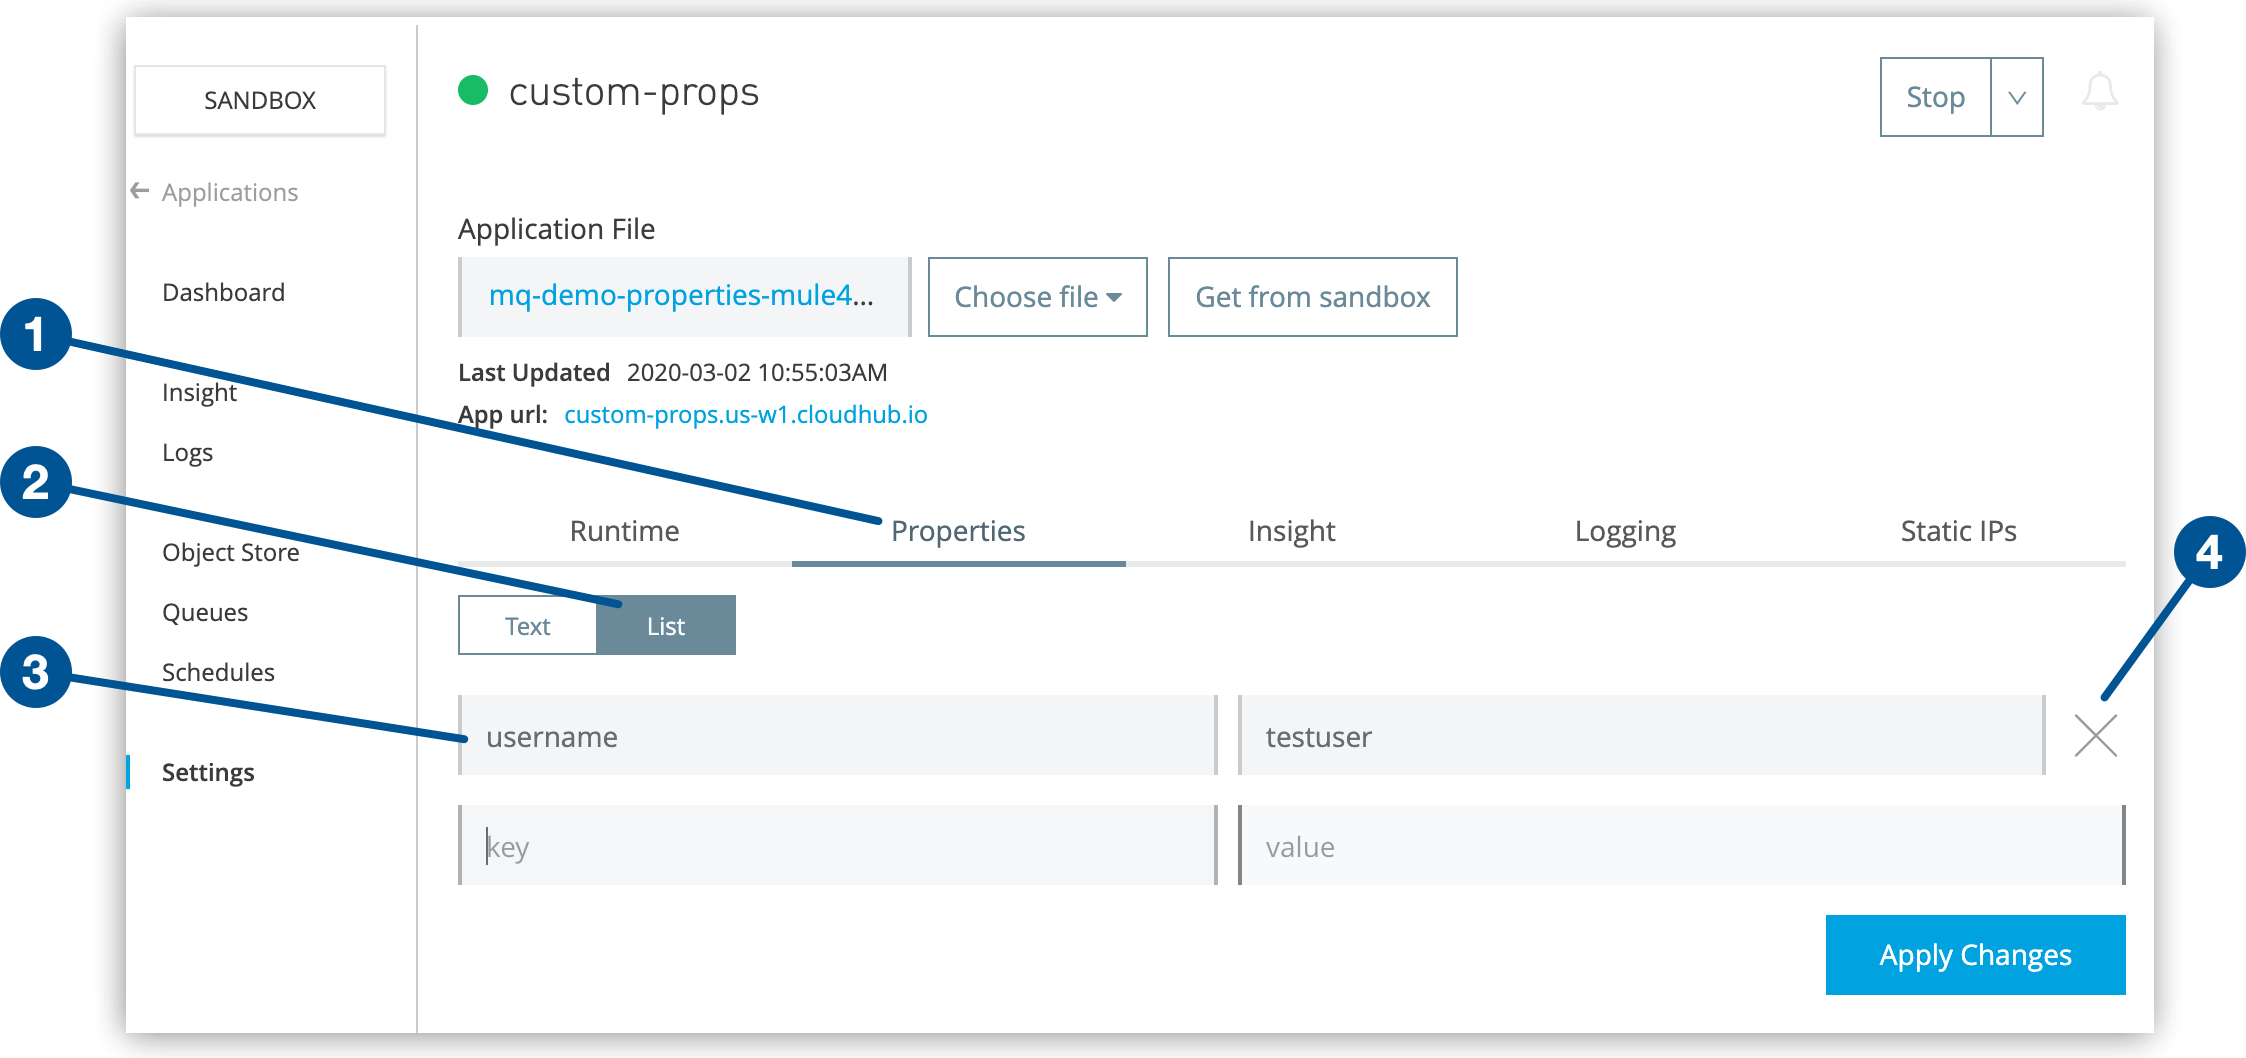 SANDBOX
Applications
Dashboard
Insight
Logs
Object Store
Queues
Schedules
Settings
custom-props
Stop
Application File
mq-demo-properties-mule4...
Choose file
Get from sandbox
Last Updated 2020-03-02 10:55:03AM
App url: custom-props.us-w1.cloudhub.io
Runtime Properties Insight Logging Static IPs
Text List
username testuser
key value
Apply Changes
1
2
3
4